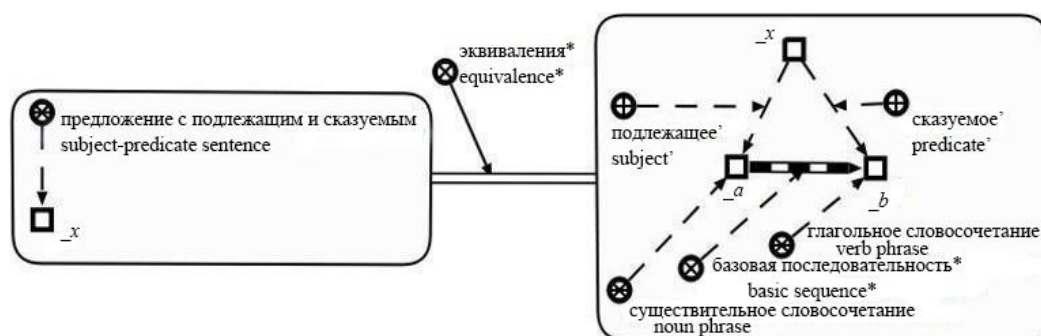 предложение с подлежащим и сказуемым
subject-predicate sentence
_x
эквиваления*
equivalence*
_x
подлежащее’
subject’
сказуемое’
predicate’
_a
_b
глагольное словосочетание
verb phrase
базовая последовательность*
basic sequence*
существительное словосочетание
noun phrase